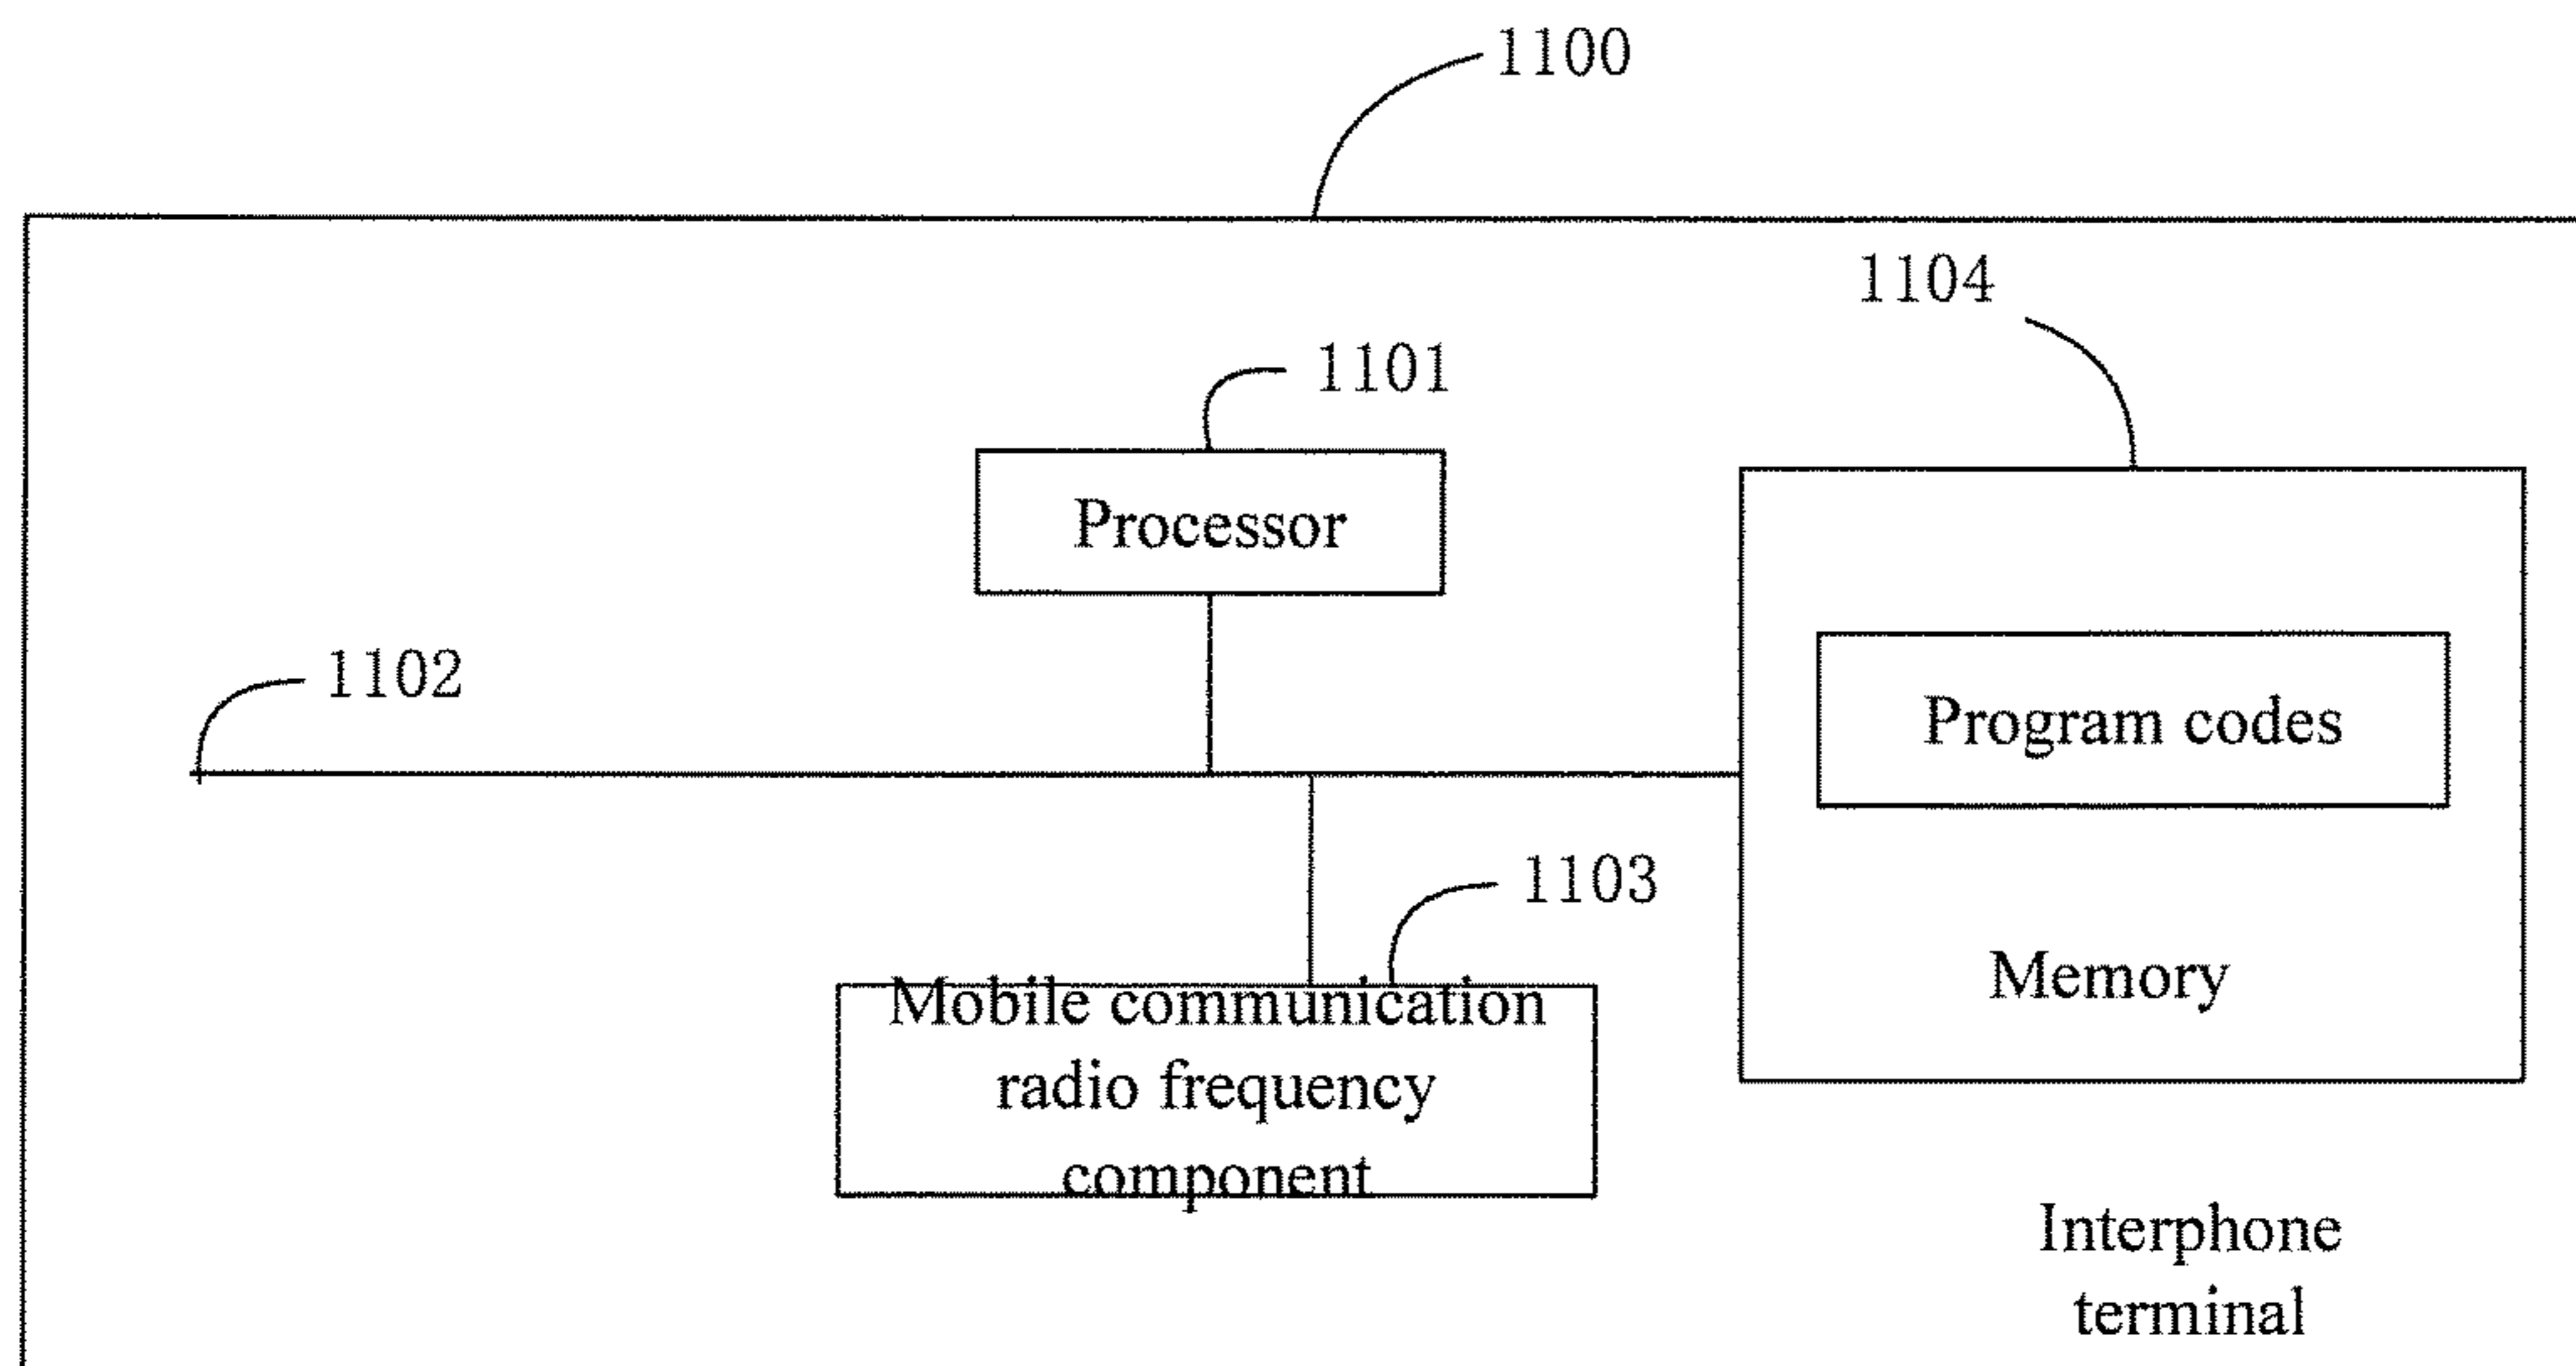 1100
1104
1101
Processor
1102
Program codes
1103
Memory
Mobile communication
radio frequency
component
Interphone
terminal